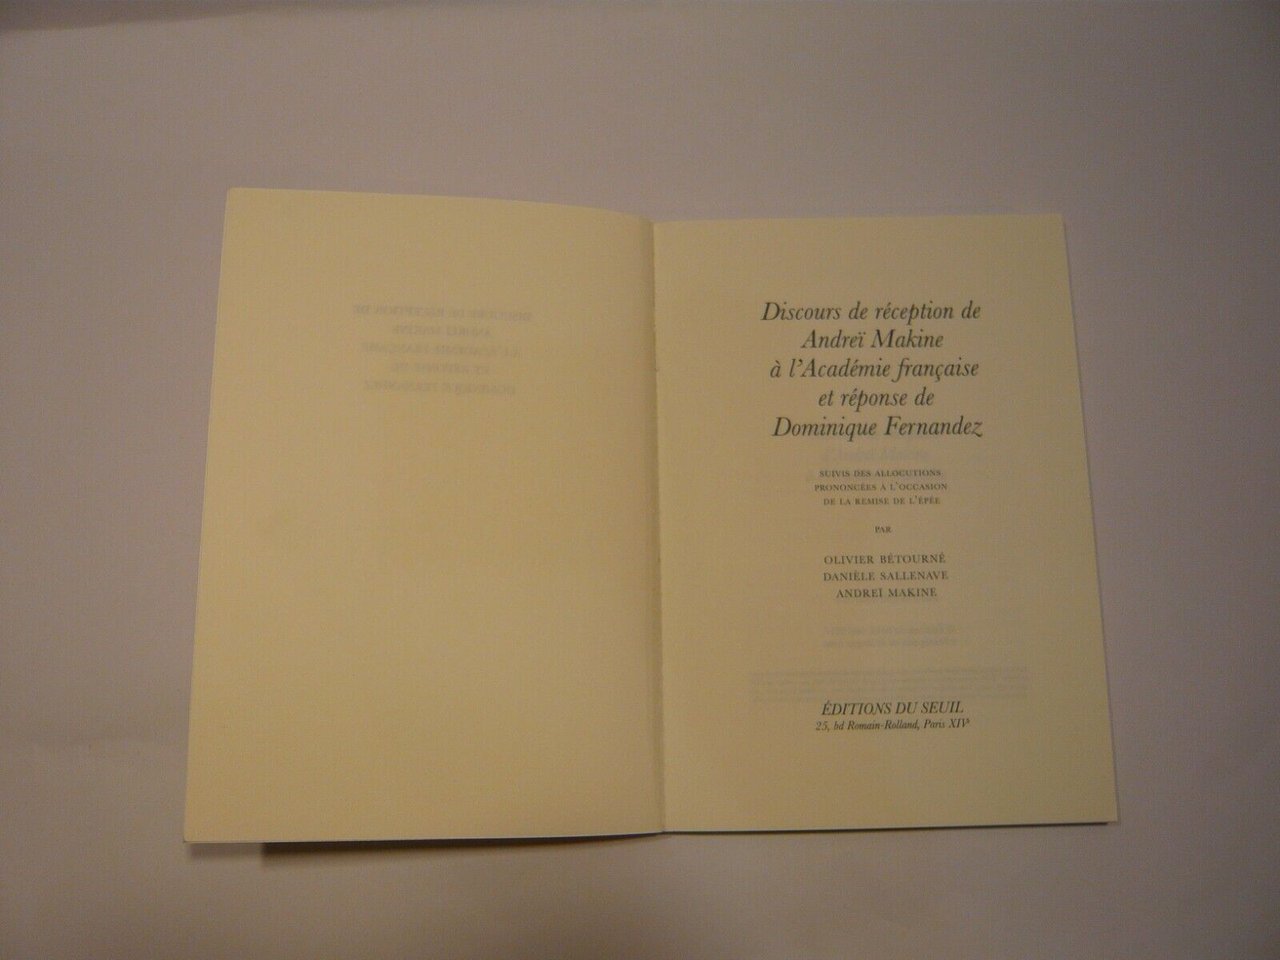 Discours de réception de
Andreï Makine
à l'Académie française
et réponse de
Dominique Fernandez
SUIVIS DES ALLOCUTIONS
PRONONCÉES À L'OCCASION
DE LA REMISE DE L'ÉPÉE
PAR
OLIVIER BÉTOURNÉ
DANIÈLE SALLENAVE
ANDREÏ MAKINE
ÉDITIONS DU SEUIL
25, bd Romain-Rolland, Paris XIVe